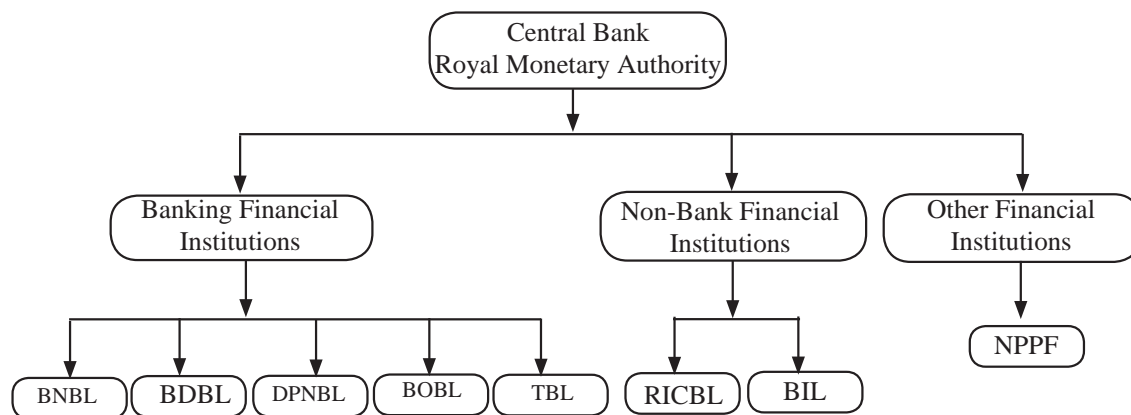 Central Bank
Royal Monetary Authority
Banking Financial
Institutions
Non-Bank Financial
Institutions
Other Financial
Institutions
BNBL
BDBL
DPNBL
BOBL
TBL
RICBL
BIL
NPPF